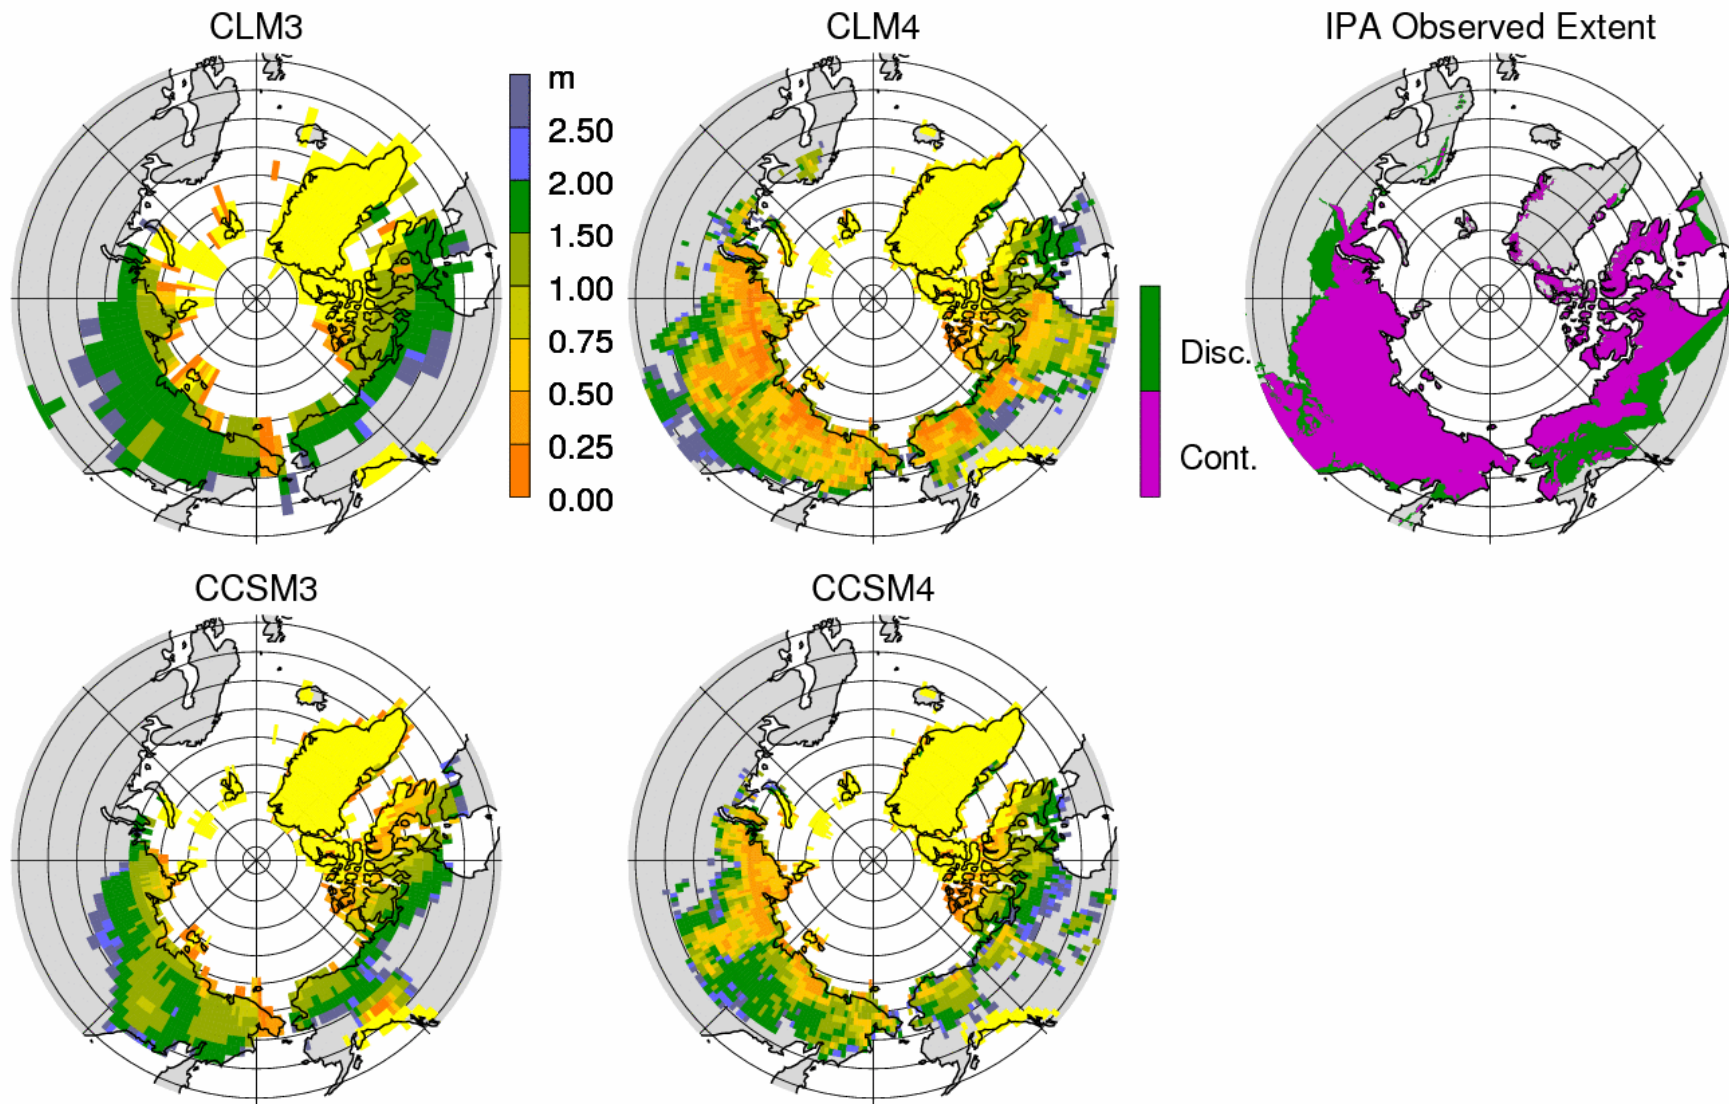 CLM3
CLM4
IPA Observed Extent
m
2.50
2.00
1.50
1.00
0.75
0.50
0.25
0.00
Disc.
Cont.
CCSM3
CCSM4